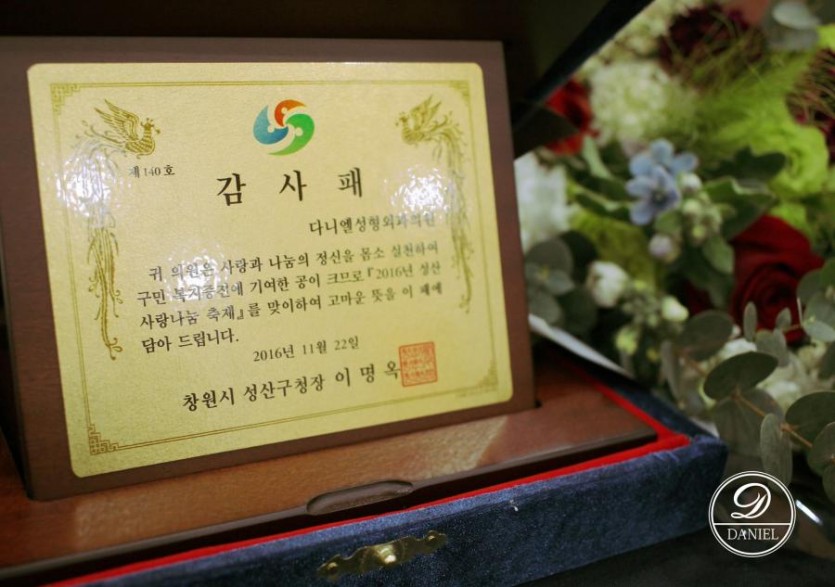 제140호
감 사 패
다니엘성형외과의원
귀 의원은 사랑과 나눔의 정신을 몸소 실천하여
구민 복지증진에 기여한 공이 크므로『2016년 성산
사랑나눔 축제』를 맞이하여 고마운 뜻을 이 패에
담아 드립니다.
2016년 11월 22일
창원시 성산구청장 이 명 옥
D
DANIEL